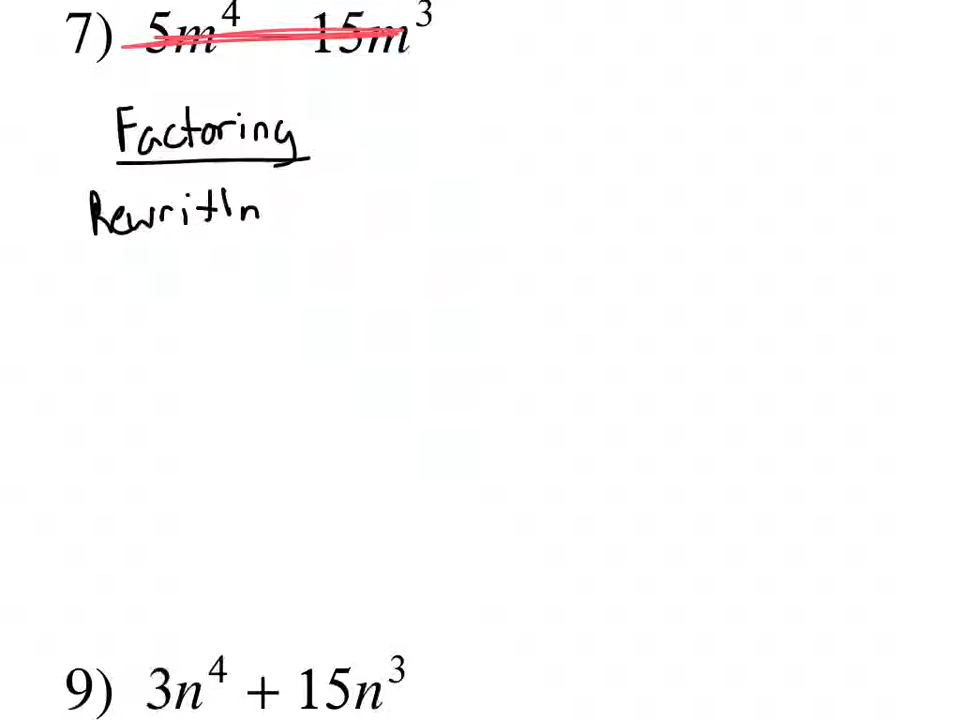 7) 5m⁴ 15m³
Factoring
Rewritin
9) 3n⁴ + 15n³